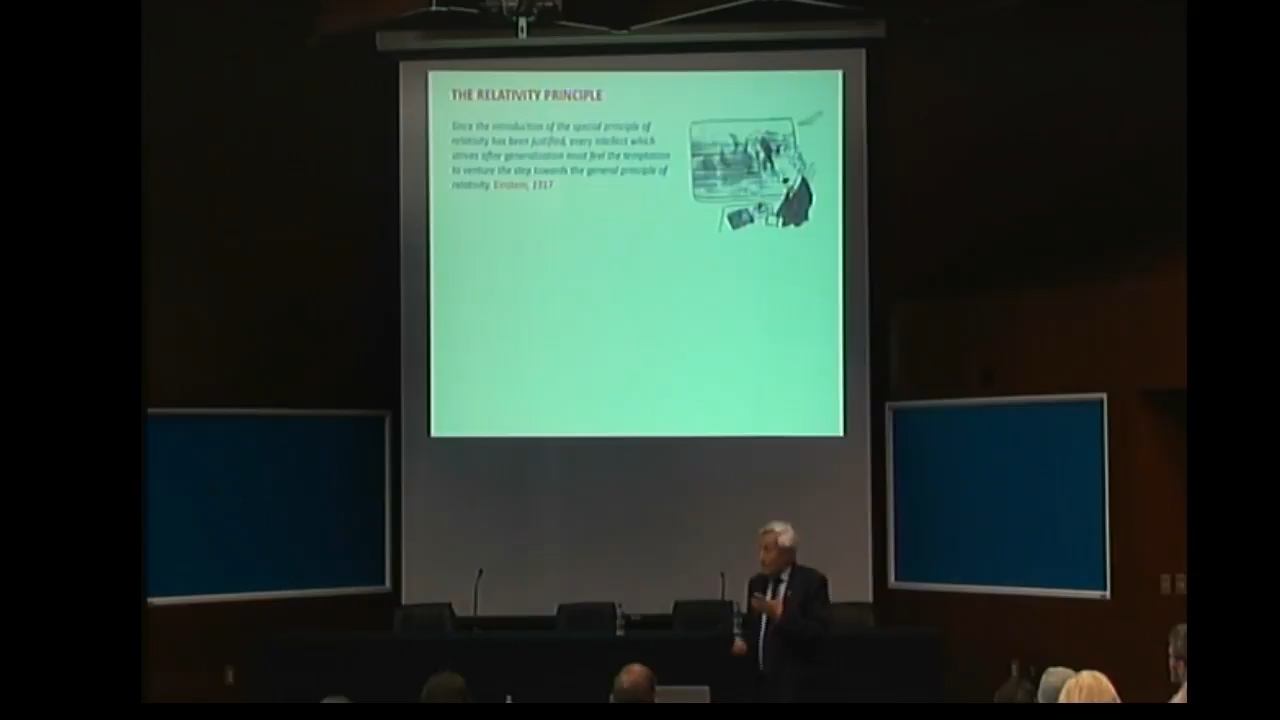 THE RELATIVITY PRINCIPLE
Since the introduction of the special principle of
relativity has been justified, every intellect which
strives after generalization must feel the temptation
to venture the step towards the general principle of
relativity. Einstein, 1917